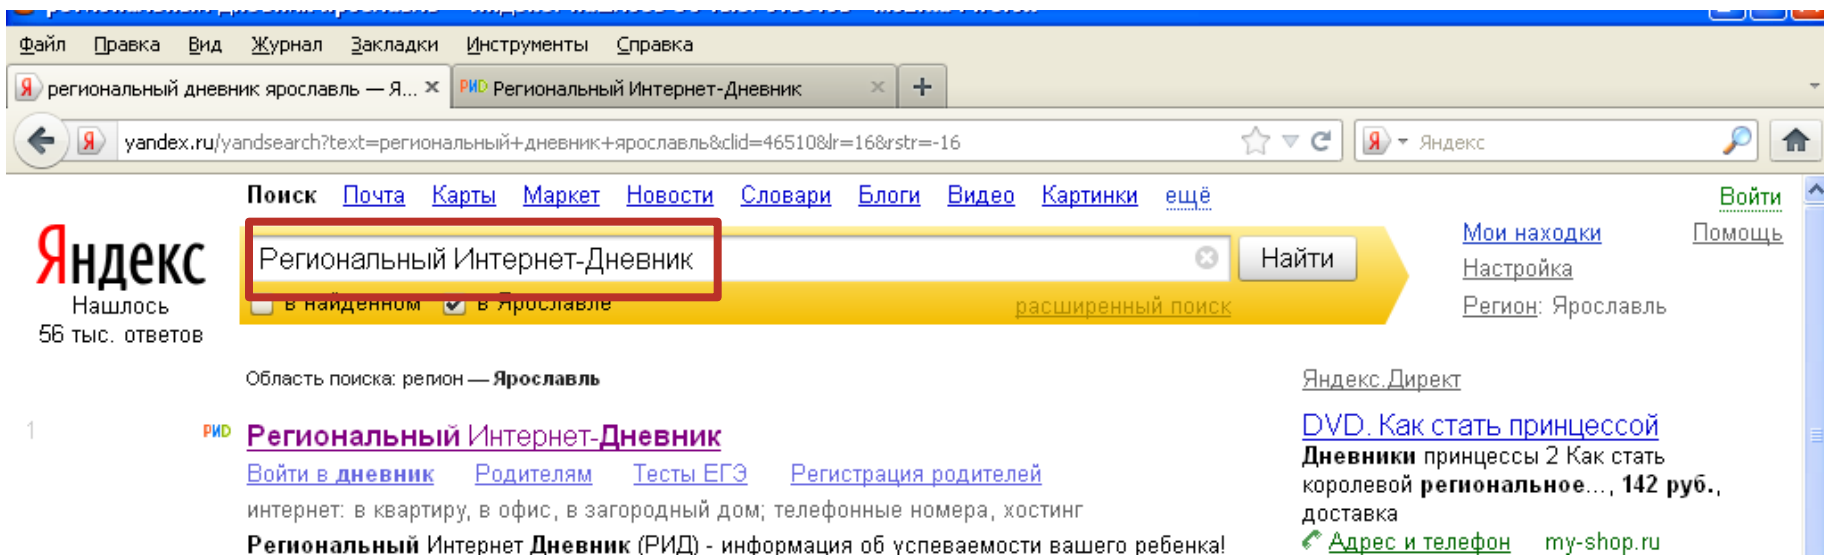 Файл Правка Вид Журнал Закладки Инструменты Справка
региональный дневник ярославль — Я... РИД Региональный Интернет-Дневник
yandex.ru/yandsearch?text=региональный+дневник+ярославль&clid=46510&lr=16&rstr=-16 Яндекс
Поиск Почта Карты Маркет Новости Словари Блоги Видео Картинки ещё Войти
Мои находки Помощь
Яндекс Региональный Интернет-Дневник Найти
Настройка
Нашлось в найденном в Ярославле расширенный поиск Регион: Ярославль
56 тыс. ответов
Область поиска: регион — Ярославль Яндекс.Директ
1 РИД Региональный Интернет-Дневник DVD. Как стать принцессой
Войти в дневник Родителям Тесты ЕГЭ Регистрация родителей Дневники принцессы 2 Как стать
королевой региональное..., 142 руб.,
интернет: в квартиру, в офис, в загородный дом; телефонные номера, хостинг доставка
Региональный Интернет Дневник (РИД) - информация об успеваемости вашего ребенка! Адрес и телефон my-shop.ru